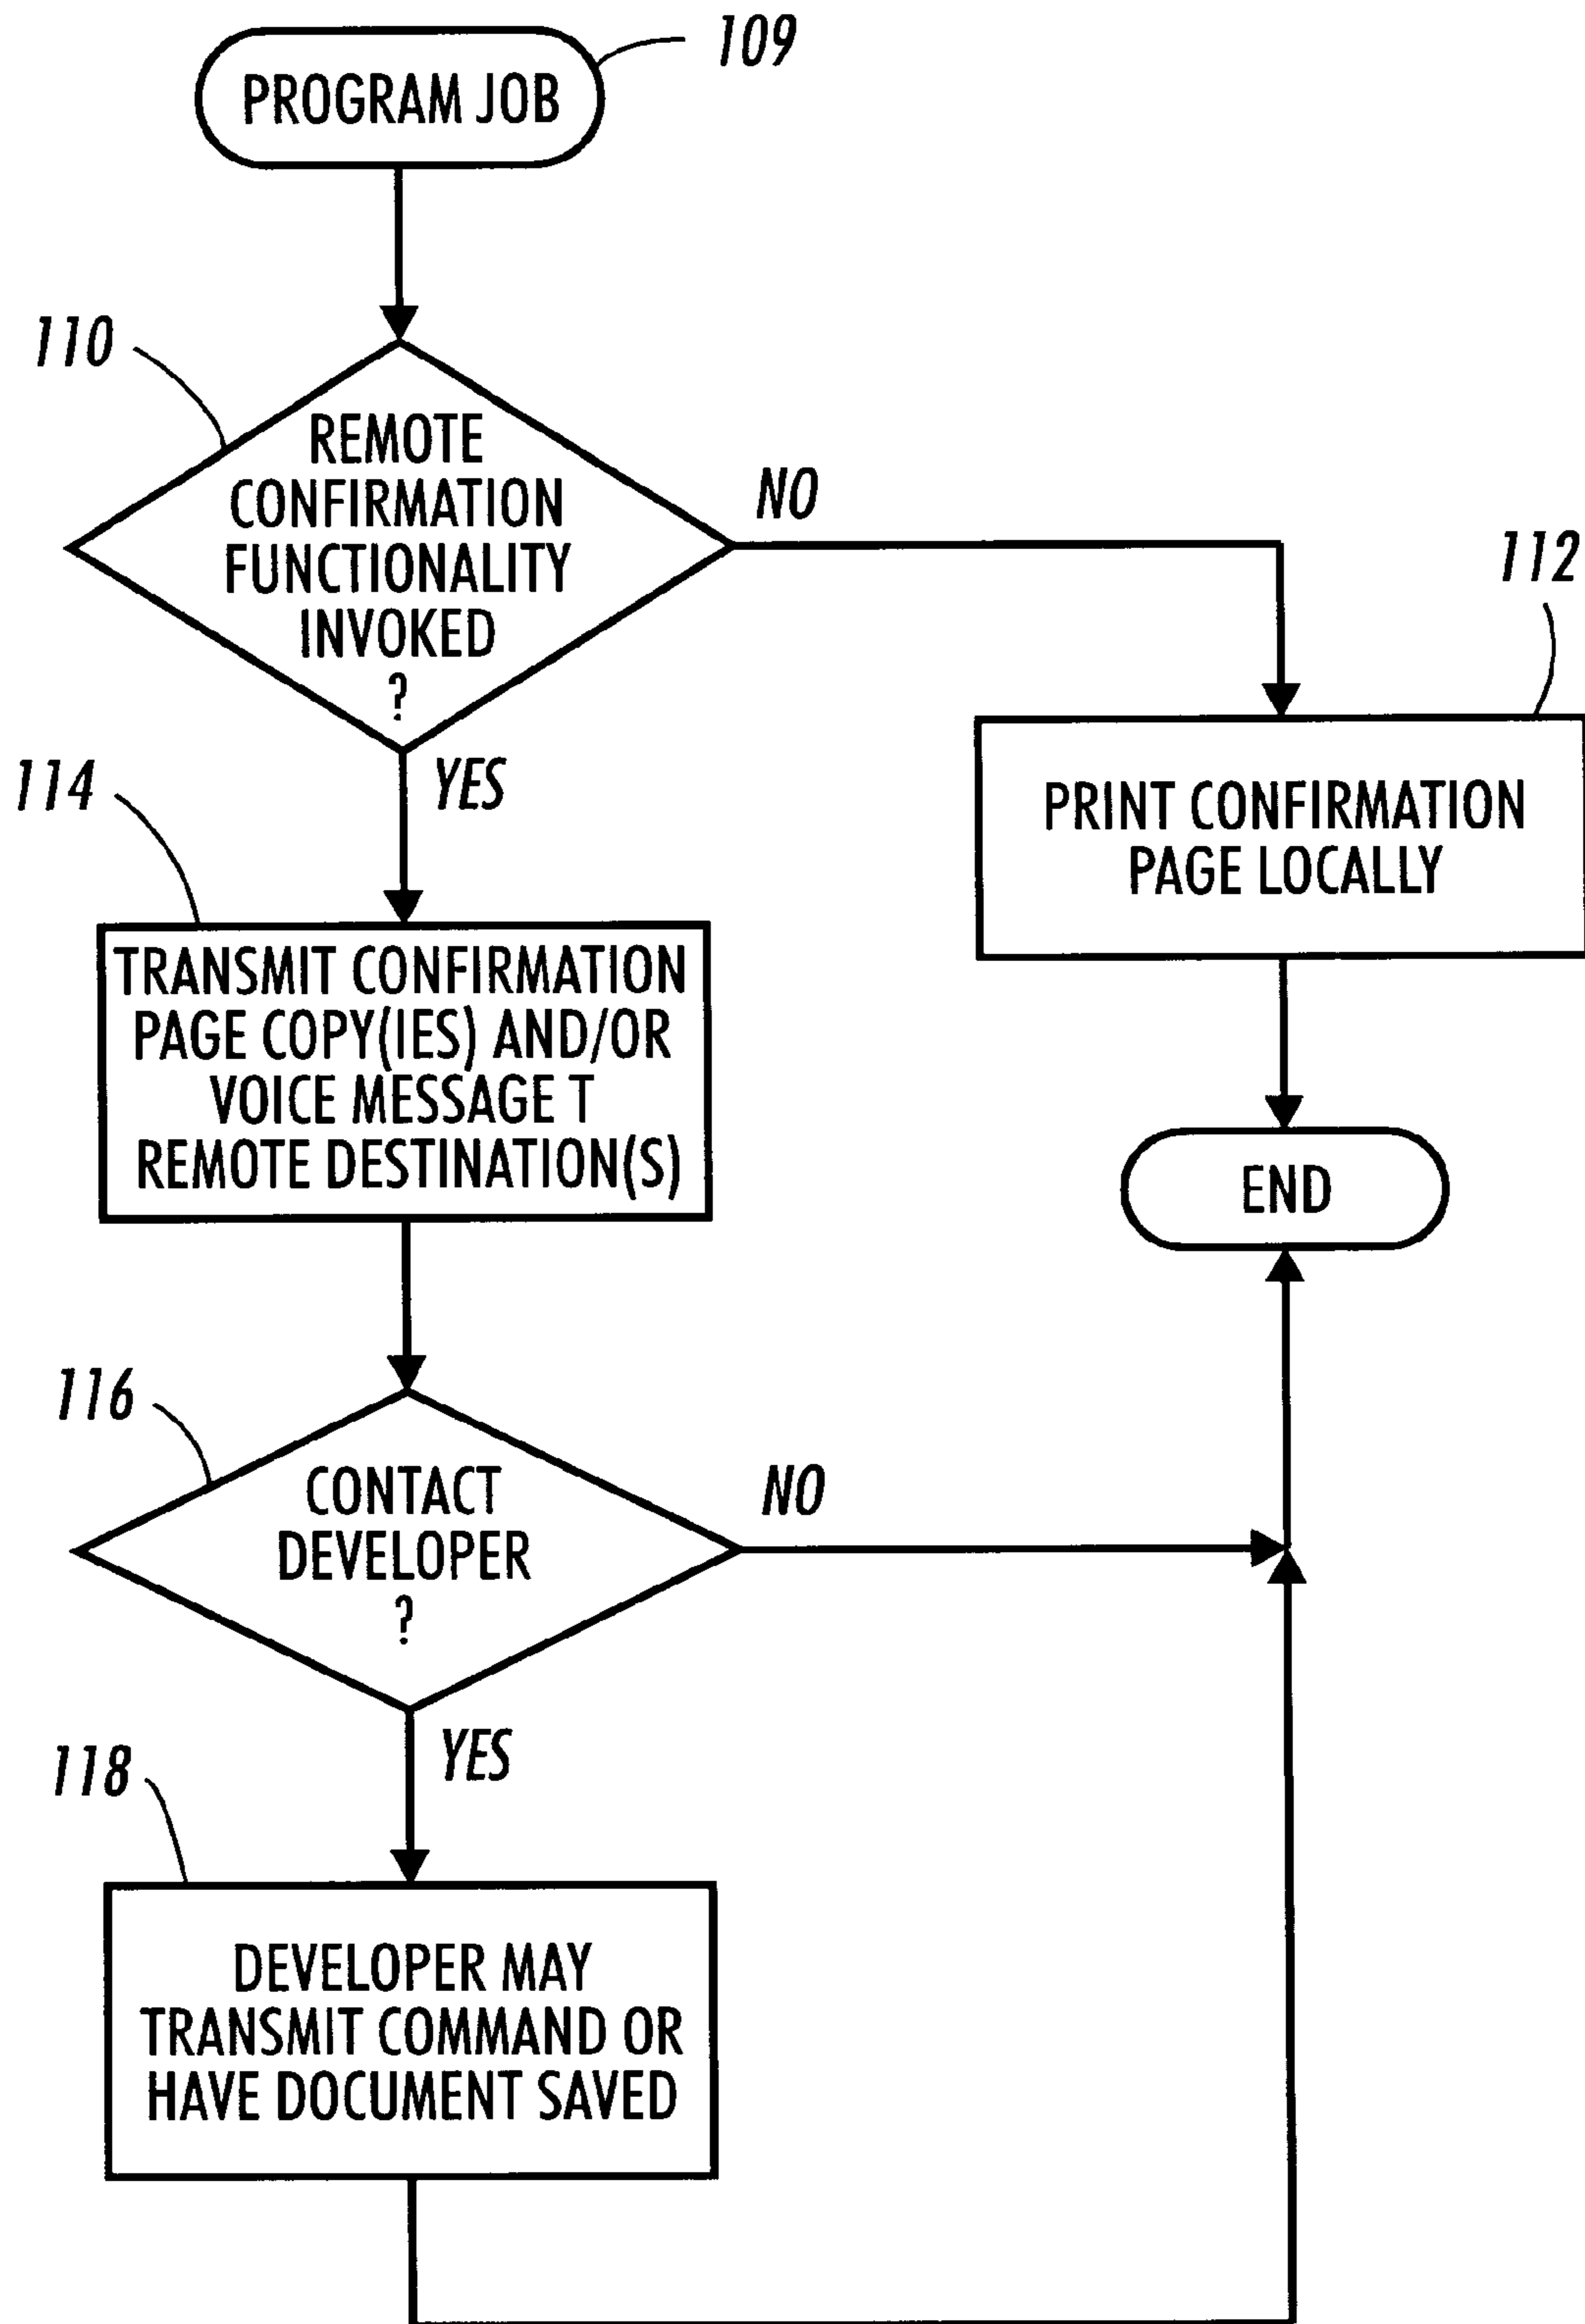 109
PROGRAM JOB
110
REMOTE
CONFIRMATION
FUNCTIONALITY
INVOKED
?
NO
YES
112
PRINT CONFIRMATION
PAGE LOCALLY
114
TRANSMIT CONFIRMATION
PAGE COPY(IES) AND/OR
VOICE MESSAGE T
REMOTE DESTINATION(S)
END
116
CONTACT
DEVELOPER
?
NO
YES
118
DEVELOPER MAY
TRANSMIT COMMAND OR
HAVE DOCUMENT SAVED